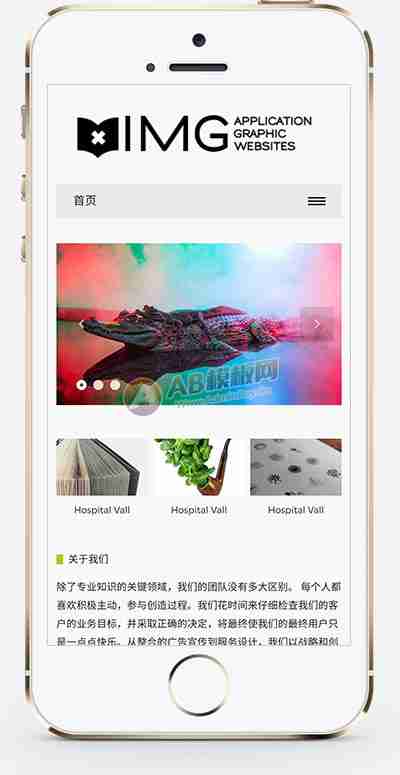 IMG
APPLICATION
GRAPHIC
WEBSITES
首页
AB模板网
Hospital Vall
Hospital Vall
Hospital Vall
关于我们
除了专业知识的关键领域，我们的团队没有多大区别。 每个人都
喜欢积极主动，参与创造过程。我们花时间来仔细检查我们的客
户的业务目标，并采取正确的决定，将最终使我们的最终用户只
是一点点快乐。从整合的广告宣传到服务设计，我们以战略和创